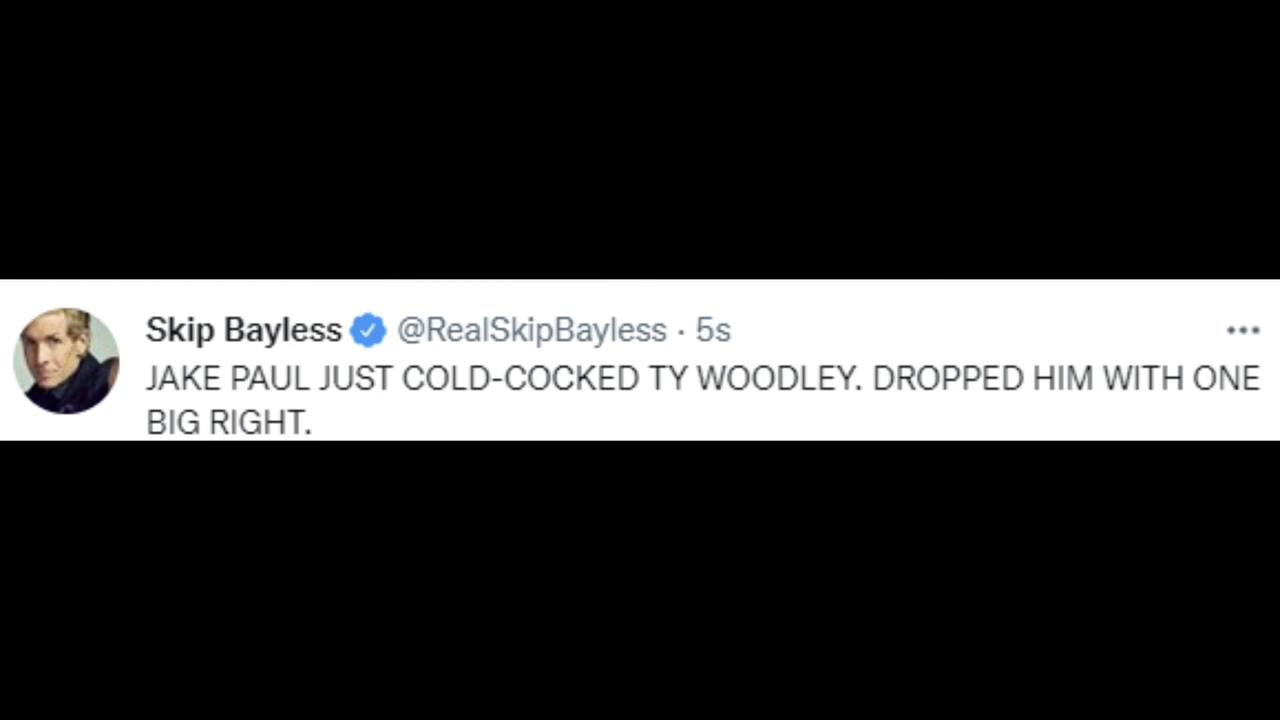 Skip Bayless @RealSkipBayless · 5s
JAKE PAUL JUST COLD-COCKED TY WOODLEY. DROPPED HIM WITH ONE
BIG RIGHT.